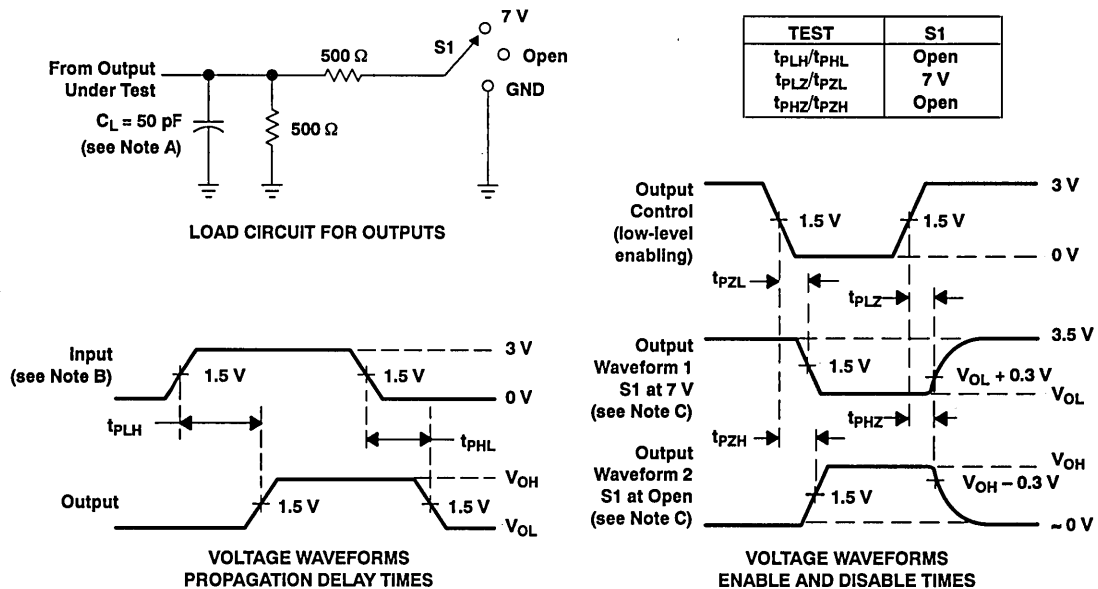 7 V
S1
Open
GND
500 Ω
From Output
Under Test
C_L = 50 pF
(see Note A)
500 Ω
LOAD CIRCUIT FOR OUTPUTS
TEST S1
t_PLH/t_PHL Open
t_PLZ/t_PZL 7 V
t_PHZ/t_PZH Open
Input
(see Note B)
1.5 V
1.5 V
3 V
0 V
t_PLH
t_PHL
Output
1.5 V
1.5 V
V_OH
V_OL
VOLTAGE WAVEFORMS
PROPAGATION DELAY TIMES
Output
Control
(low-level
enabling)
1.5 V
1.5 V
3 V
0 V
t_PZL
t_PLZ
Output
Waveform 1
S1 at 7 V
(see Note C)
1.5 V
3.5 V
V_OL + 0.3 V
V_OL
t_PHZ
t_PZH
Output
Waveform 2
S1 at Open
(see Note C)
1.5 V
V_OH
V_OH – 0.3 V
~ 0 V
VOLTAGE WAVEFORMS
ENABLE AND DISABLE TIMES